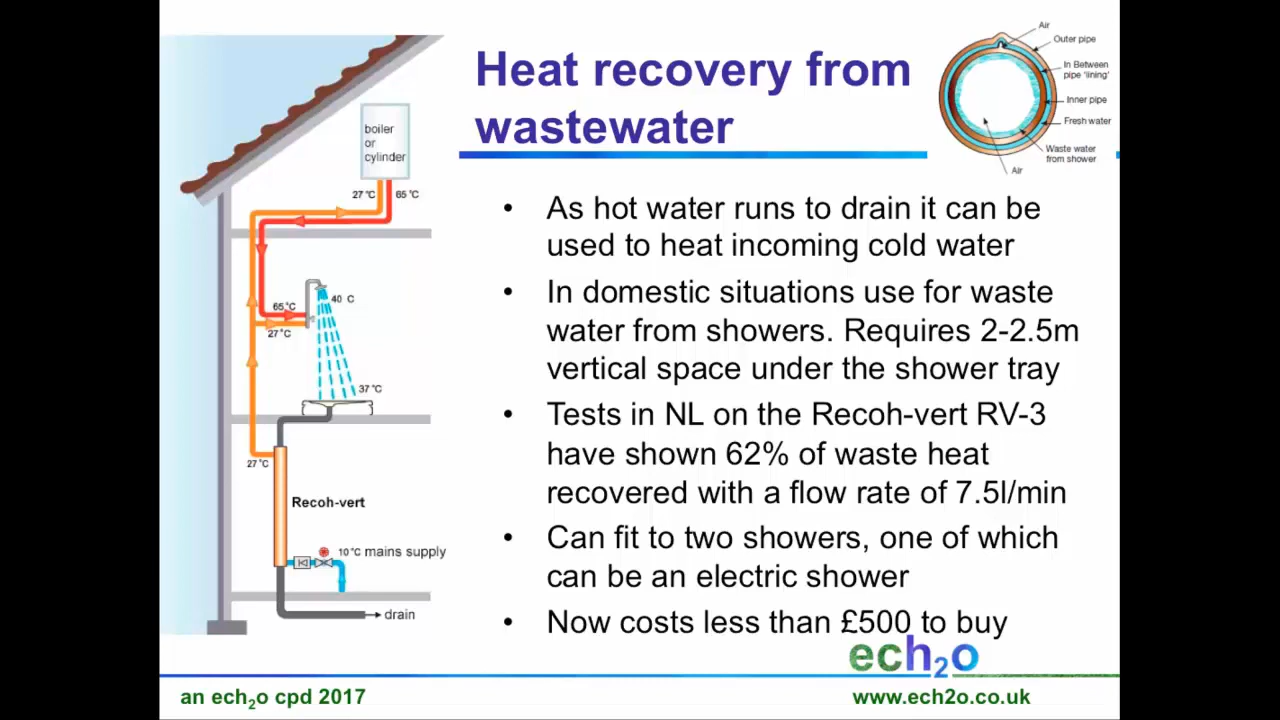 Heat recovery from
wastewater
Air
Outer pipe
In Between
pipe 'lining'
Inner pipe
Fresh water
Waste water
from shower
Air
boiler
or
cylinder
27 °C
65 °C
65 °C
27 °C
40 C
37 °C
27 °C
Recoh-vert
10 °C mains supply
drain
• As hot water runs to drain it can be
used to heat incoming cold water
• In domestic situations use for waste
water from showers. Requires 2-2.5m
vertical space under the shower tray
• Tests in NL on the Recoh-vert RV-3
have shown 62% of waste heat
recovered with a flow rate of 7.5l/min
• Can fit to two showers, one of which
can be an electric shower
• Now costs less than £500 to buy
ech2o
an ech2o cpd 2017
www.ech2o.co.uk